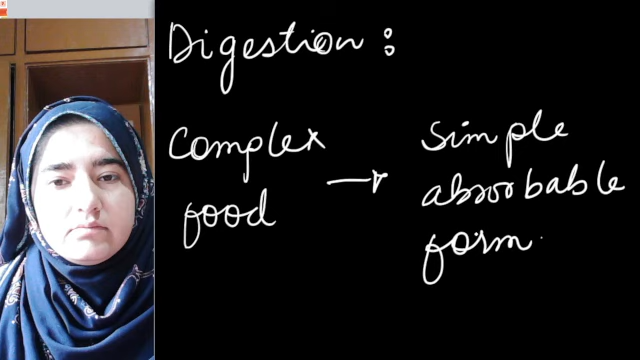 Digestion :
Complex food → Simple absorbable form.